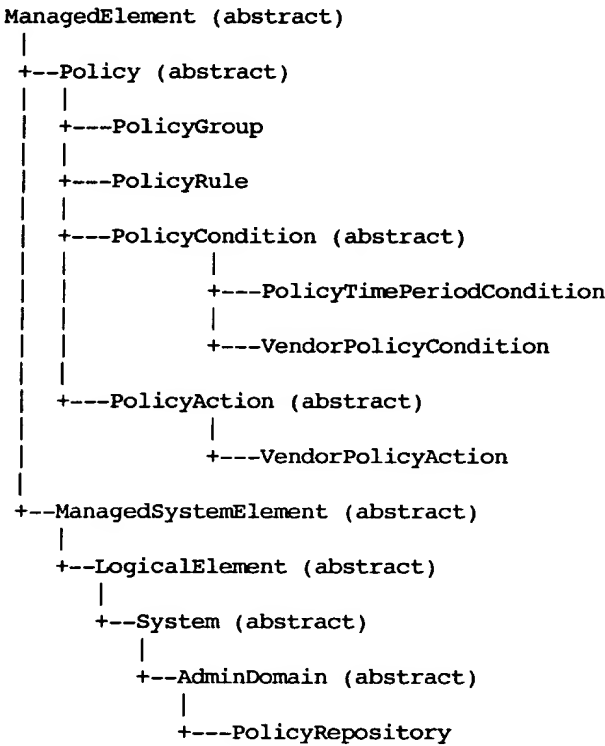 ManagedElement (abstract)
|
+--Policy (abstract)
|  |
|  +---PolicyGroup
|  |
|  +---PolicyRule
|  |
|  +---PolicyCondition (abstract)
|  |          |
|  |          +---PolicyTimePeriodCondition
|  |          |
|  |          +---VendorPolicyCondition
|  |
|  +---PolicyAction (abstract)
|             |
|             +---VendorPolicyAction
|
+--ManagedSystemElement (abstract)
   |
   +--LogicalElement (abstract)
      |
      +--System (abstract)
         |
         +--AdminDomain (abstract)
            |
            +---PolicyRepository